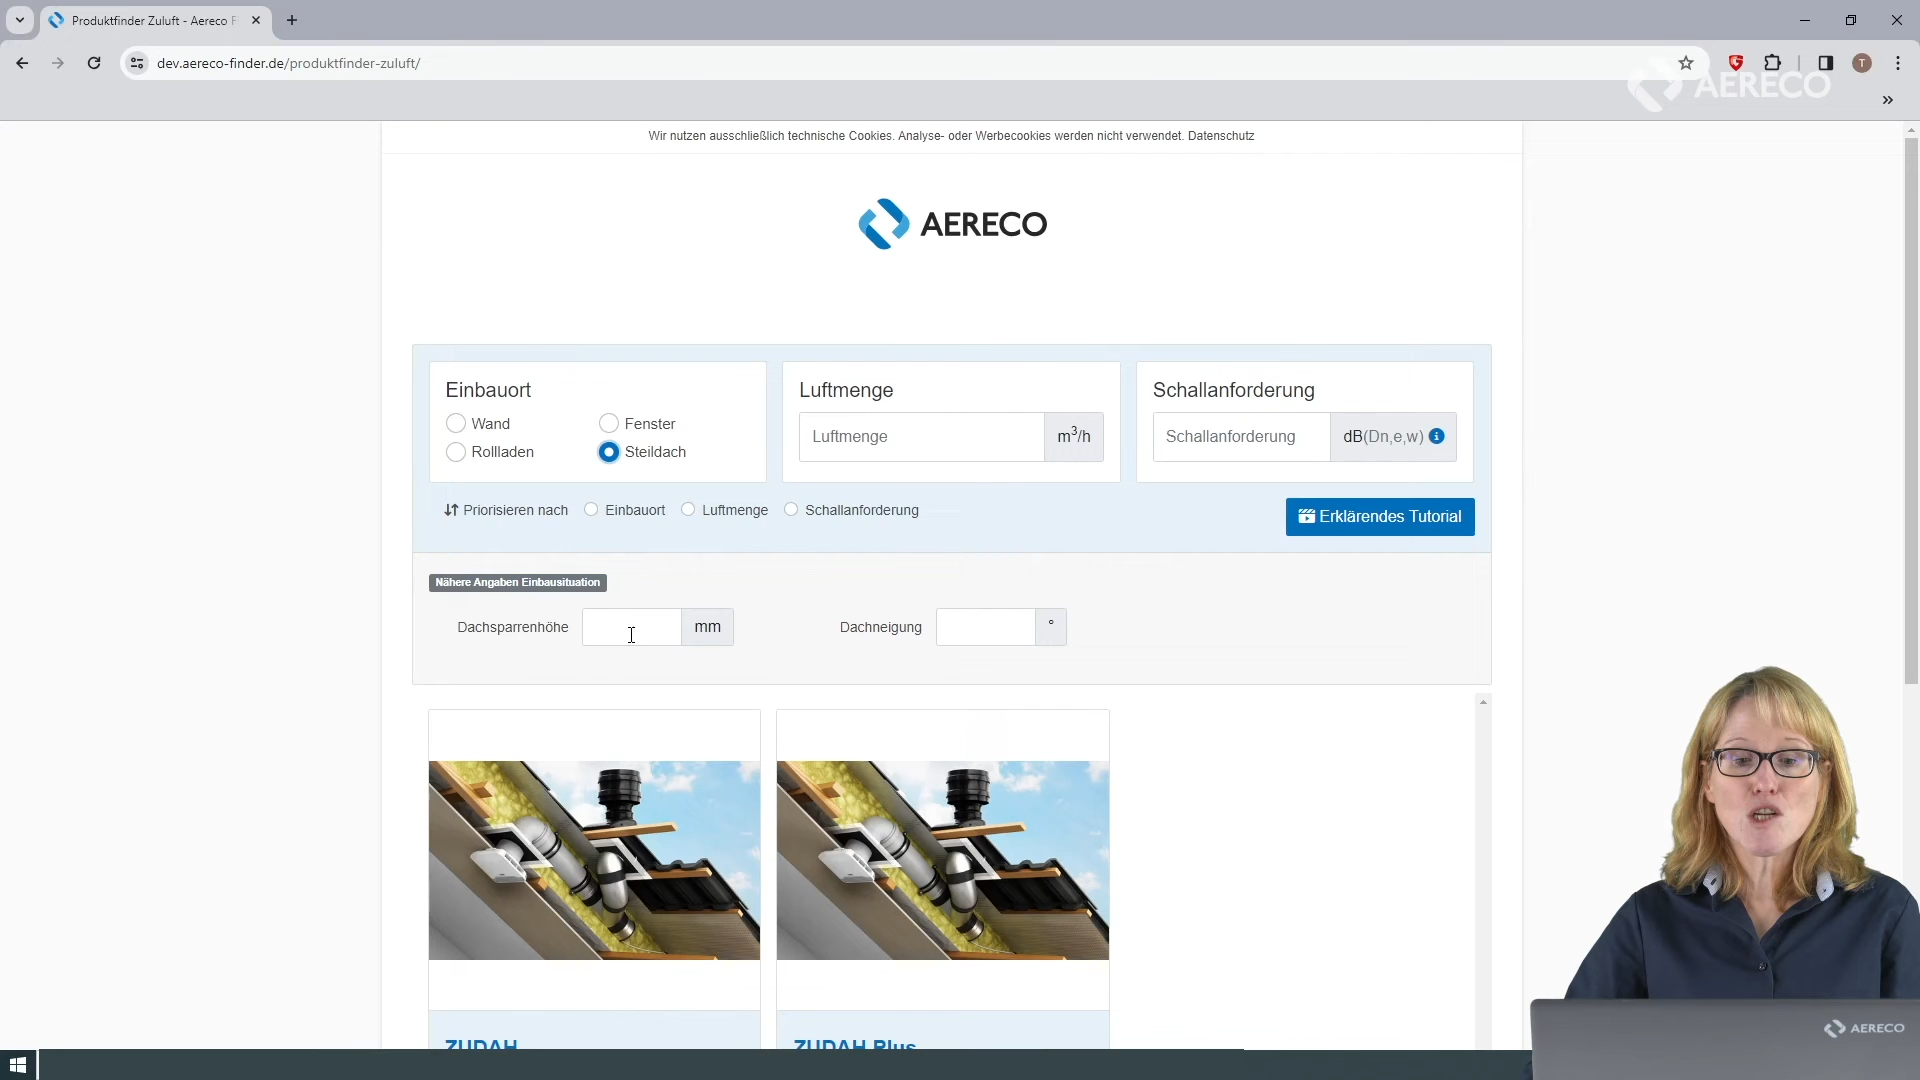 Produktfinder Zuluft - Aereco F
dev.aereco-finder.de/produktfinder-zuluft/
T
AERECO
Wir nutzen ausschließlich technische Cookies. Analyse- oder Werbecookies werden nicht verwendet. Datenschutz
AERECO
Einbauort
Wand
Fenster
Rollladen
Steildach
Luftmenge
Luftmenge
m³/h
Schallanforderung
Schallanforderung
dB(Dn,e,w)
Priorisieren nach
Einbauort
Luftmenge
Schallanforderung
Erklärendes Tutorial
Nähere Angaben Einbausituation
Dachsparrenhöhe
mm
Dachneigung
°
ZUDAH
ZUDAH Plus
AERECO